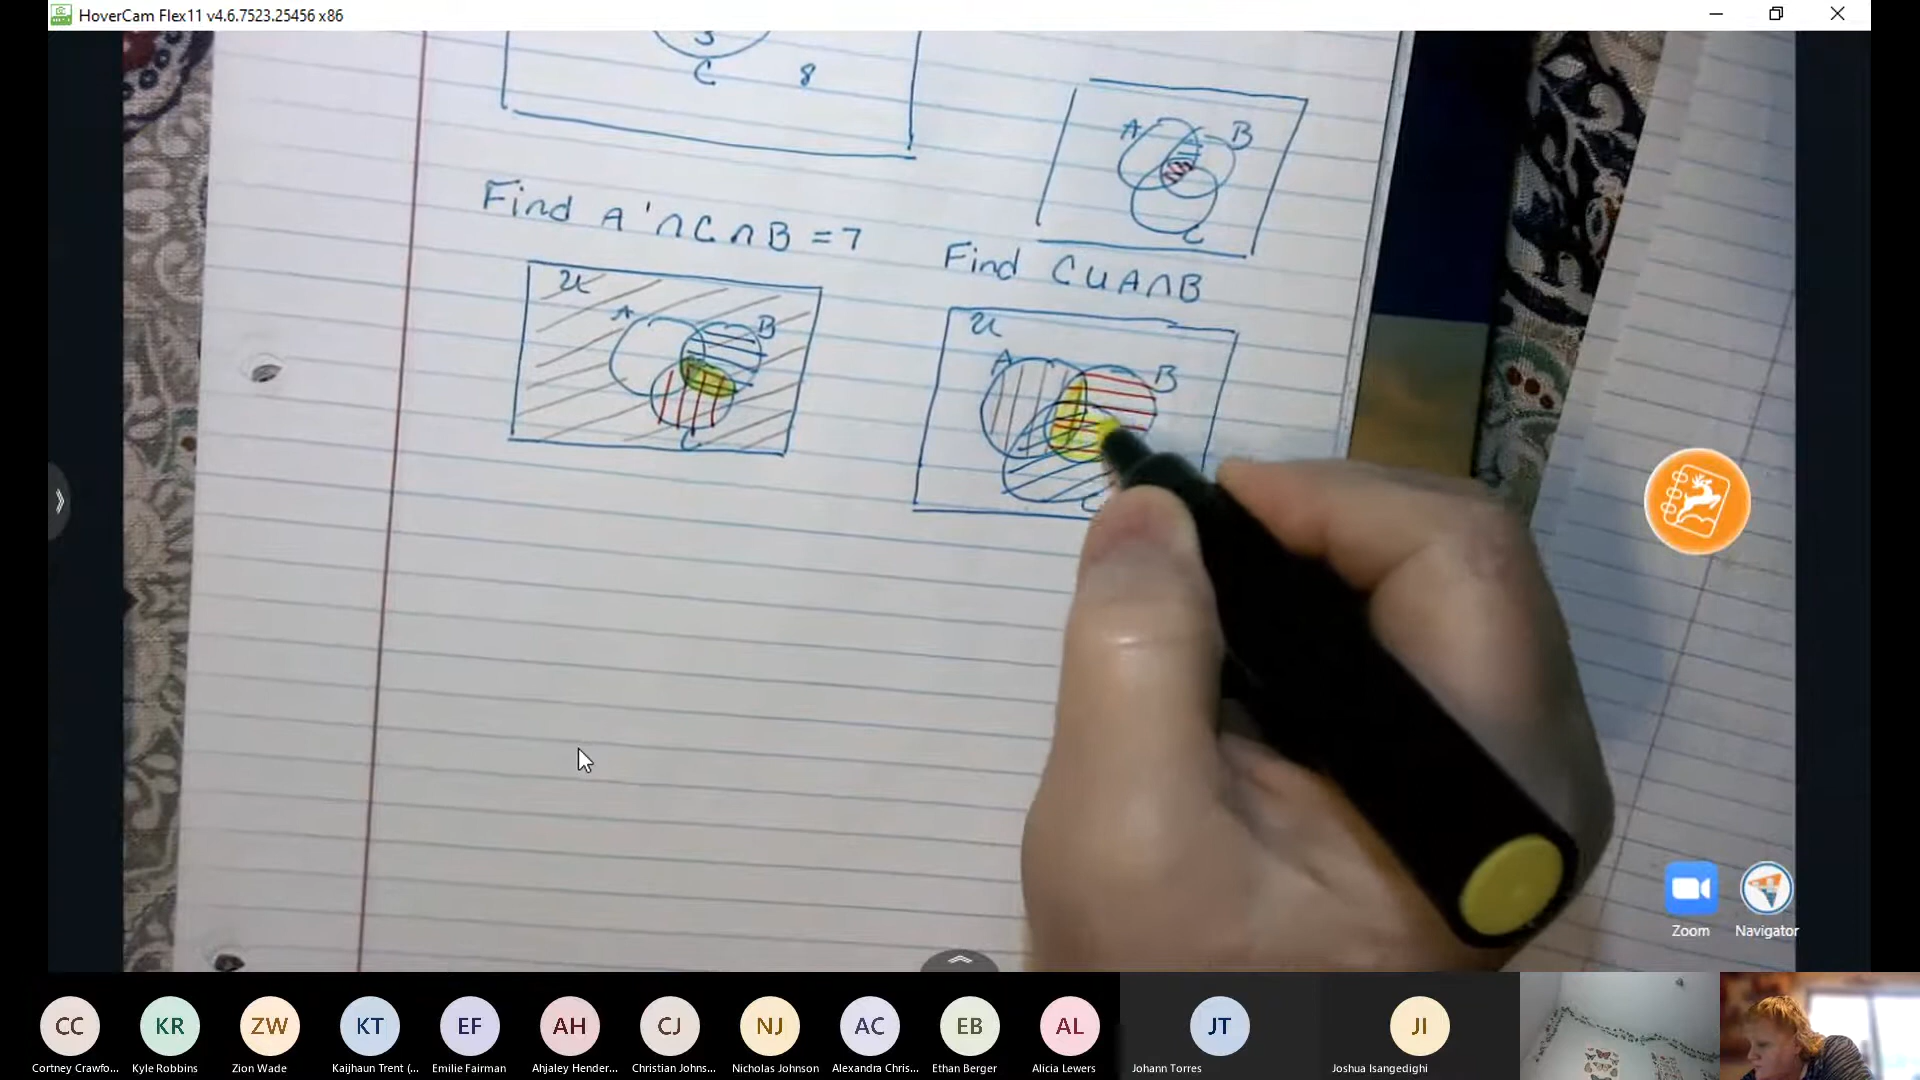 HoverCam Flex11 v4.6.7523.25456 x86
3
C 8
A B
C
Find A'∩C∩B = 7
Find C∪A∩B
U
A B
C
U
A B
C
Zoom Navigator
CC KR ZW KT EF AH CJ NJ AC EB AL JT JI
Cortney Crawfo... Kyle Robbins Zion Wade Kaijhaun Trent (... Emilie Fairman Ahjaley Hender... Christian Johns... Nicholas Johnson Alexandra Chris... Ethan Berger Alicia Lewers Johann Torres Joshua Isangedighi